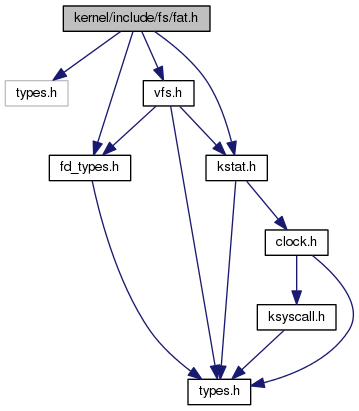 kernel/include/fs/fat.h
types.h
vfs.h
fd_types.h
kstat.h
clock.h
ksyscall.h
types.h